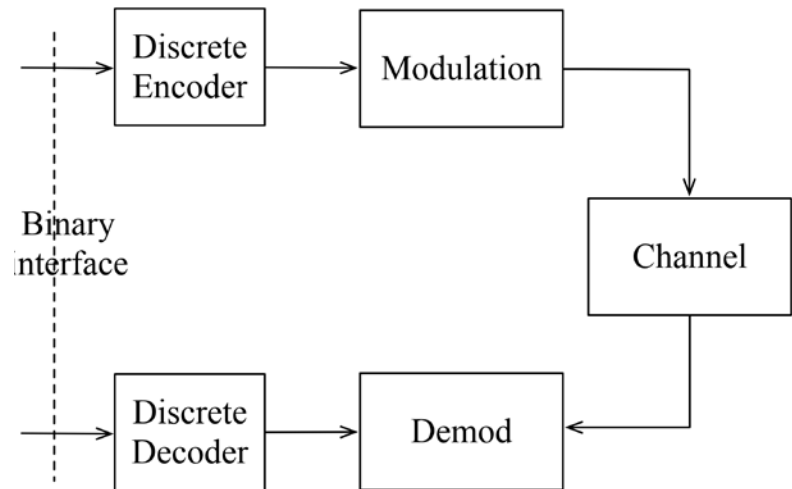 Discrete
Encoder
Modulation
Binary
interface
Channel
Discrete
Decoder
Demod